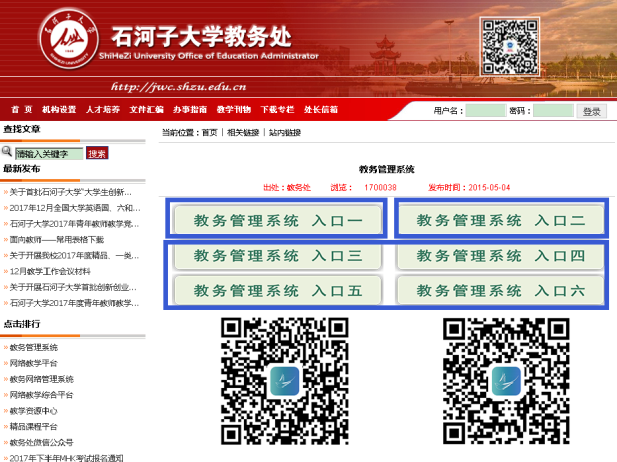 石河子大学教务处
ShiHeZi University Office of Education Administrator
http://jwc.shzu.edu.cn
首 页 机构设置 人才培养 文件汇编 办事指南 教学刊物 下载专栏 处长信箱
用户名: 密码: 登录
查找文章
请输入关键字 搜索
最新发布
» 关于首批石河子大学“大学生创新...
» 2017年12月全国大学英语国、六和...
» 石河子大学2017年青年教师教学竞...
» 面向教师——常用表格下载
» 关于开展我校2017年度精品、一类...
» 12月教学工作会议材料
» 关于开展石河子大学首批创新创业...
» 石河子大学2017年度青年教师教学...
点击排行
» 教务管理系统
» 网络教学平台
» 教务网络管理系统
» 网络教学综合平台
» 教学资源中心
» 精品课程平台
» 教务处微信公众号
» 2017年下半年MHK考试报名通知
当前位置:首页 | 相关链接 | 站内链接
教务管理系统
出处:教务处 浏览: 1700038 发布时间:2015-05-04
教务管理系统 入口一
教务管理系统 入口二
教务管理系统 入口三
教务管理系统 入口四
教务管理系统 入口五
教务管理系统 入口六